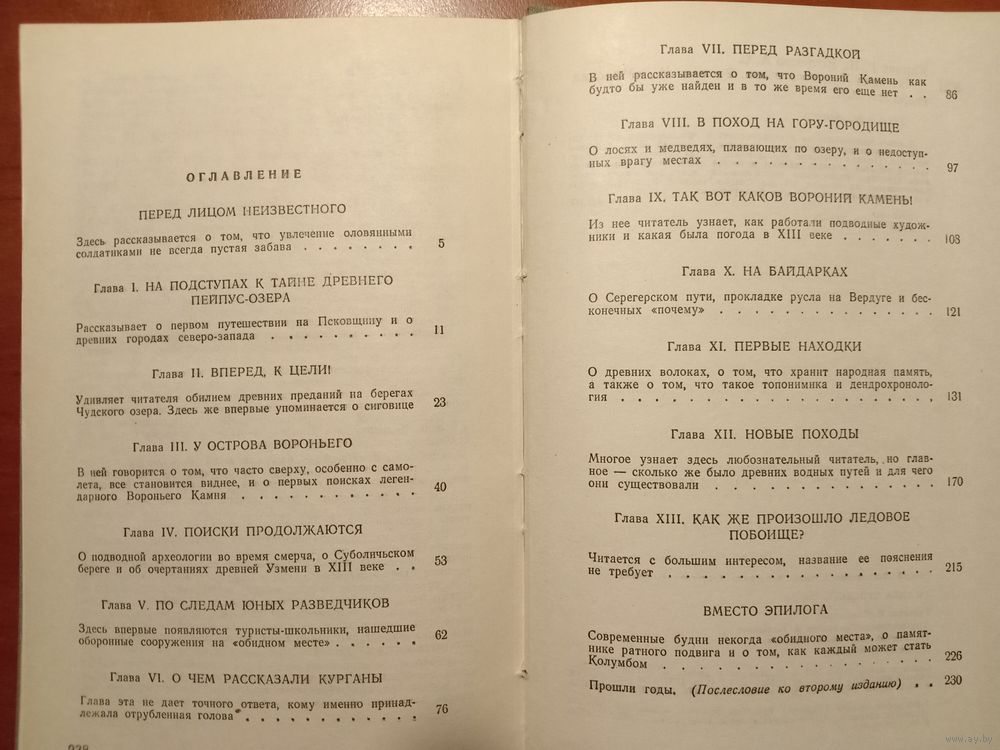 ОГЛАВЛЕНИЕ
ПЕРЕД ЛИЦОМ НЕИЗВЕСТНОГО
Здесь рассказывается о том, что увлечение оловянными
солдатиками не всегда пустая забава . . . . . . . . 5
Глава I. НА ПОДСТУПАХ К ТАЙНЕ ДРЕВНЕГО
ПЕЙПУС-ОЗЕРА
Рассказывает о первом путешествии на Псковщину и о
древних городах северо-запада . . . . . . . . . . 11
Глава II. ВПЕРЕД, К ЦЕЛИ!
Удивляет читателя обилием древних преданий на берегах
Чудского озера. Здесь же впервые упоминается о сиговице 23
Глава III. У ОСТРОВА ВОРОНЬЕГО
В ней говорится о том, что часто сверху, особенно с само-
лета, все становится виднее, и о первых поисках леген-
дарного Вороньего Камня . . . . . . . . . . . . 40
Глава IV. ПОИСКИ ПРОДОЛЖАЮТСЯ
О подводной археологии во время смерча, о Суболичьском
береге и об очертаниях древней Узмени в XIII веке . . 53
Глава V. ПО СЛЕДАМ ЮНЫХ РАЗВЕДЧИКОВ
Здесь впервые появляются туристы-школьники, нашедшие
оборонные сооружения на «обидном месте» . . . . . . 62
Глава VI. О ЧЕМ РАССКАЗАЛИ КУРГАНЫ
Глава эта не дает точного ответа, кому именно принад-
лежала отрубленная голова . . . . . . . . . . . . 76
Глава VII. ПЕРЕД РАЗГАДКОЙ
В ней рассказывается о том, что Вороний Камень как
будто бы уже найден и в то же время его еще нет . . 86
Глава VIII. В ПОХОД НА ГОРУ-ГОРОДИЩЕ
О лосях и медведях, плавающих по озеру, и о недоступ-
ных врагу местах . . . . . . . . . . . . . . 97
Глава IX. ТАК ВОТ КАКОВ ВОРОНИЙ КАМЕНЬ!
Из нее читатель узнает, как работали подводные худож-
ники и какая была погода в XIII веке . . . . . . . 108
Глава X. НА БАЙДАРКАХ
О Серегерском пути, прокладке русла на Вердуге и бес-
конечных «почему» . . . . . . . . . . . . . . 121
Глава XI. ПЕРВЫЕ НАХОДКИ
О древних волоках, о том, что хранит народная память,
а также о том, что такое топонимика и дендрохроноло-
гия . . . . . . . . . . . . . . . . . . . 131
Глава XII. НОВЫЕ ПОХОДЫ
Многое узнает здесь любознательный читатель, но глав-
ное — сколько же было древних водных путей и для чего
они существовали . . . . . . . . . . . . . . 170
Глава XIII. КАК ЖЕ ПРОИЗОШЛО ЛЕДОВОЕ
ПОБОИЩЕ?
Читается с большим интересом, название ее пояснения
не требует . . . . . . . . . . . . . . . . . 215
ВМЕСТО ЭПИЛОГА
Современные будни некогда «обидного места», о памят-
нике ратного подвига и о том, как каждый может стать
Колумбом . . . . . . . . . . . . . . . . . 226
Прошли годы. (Послесловие ко второму изданию) . . 230
www.ay.by